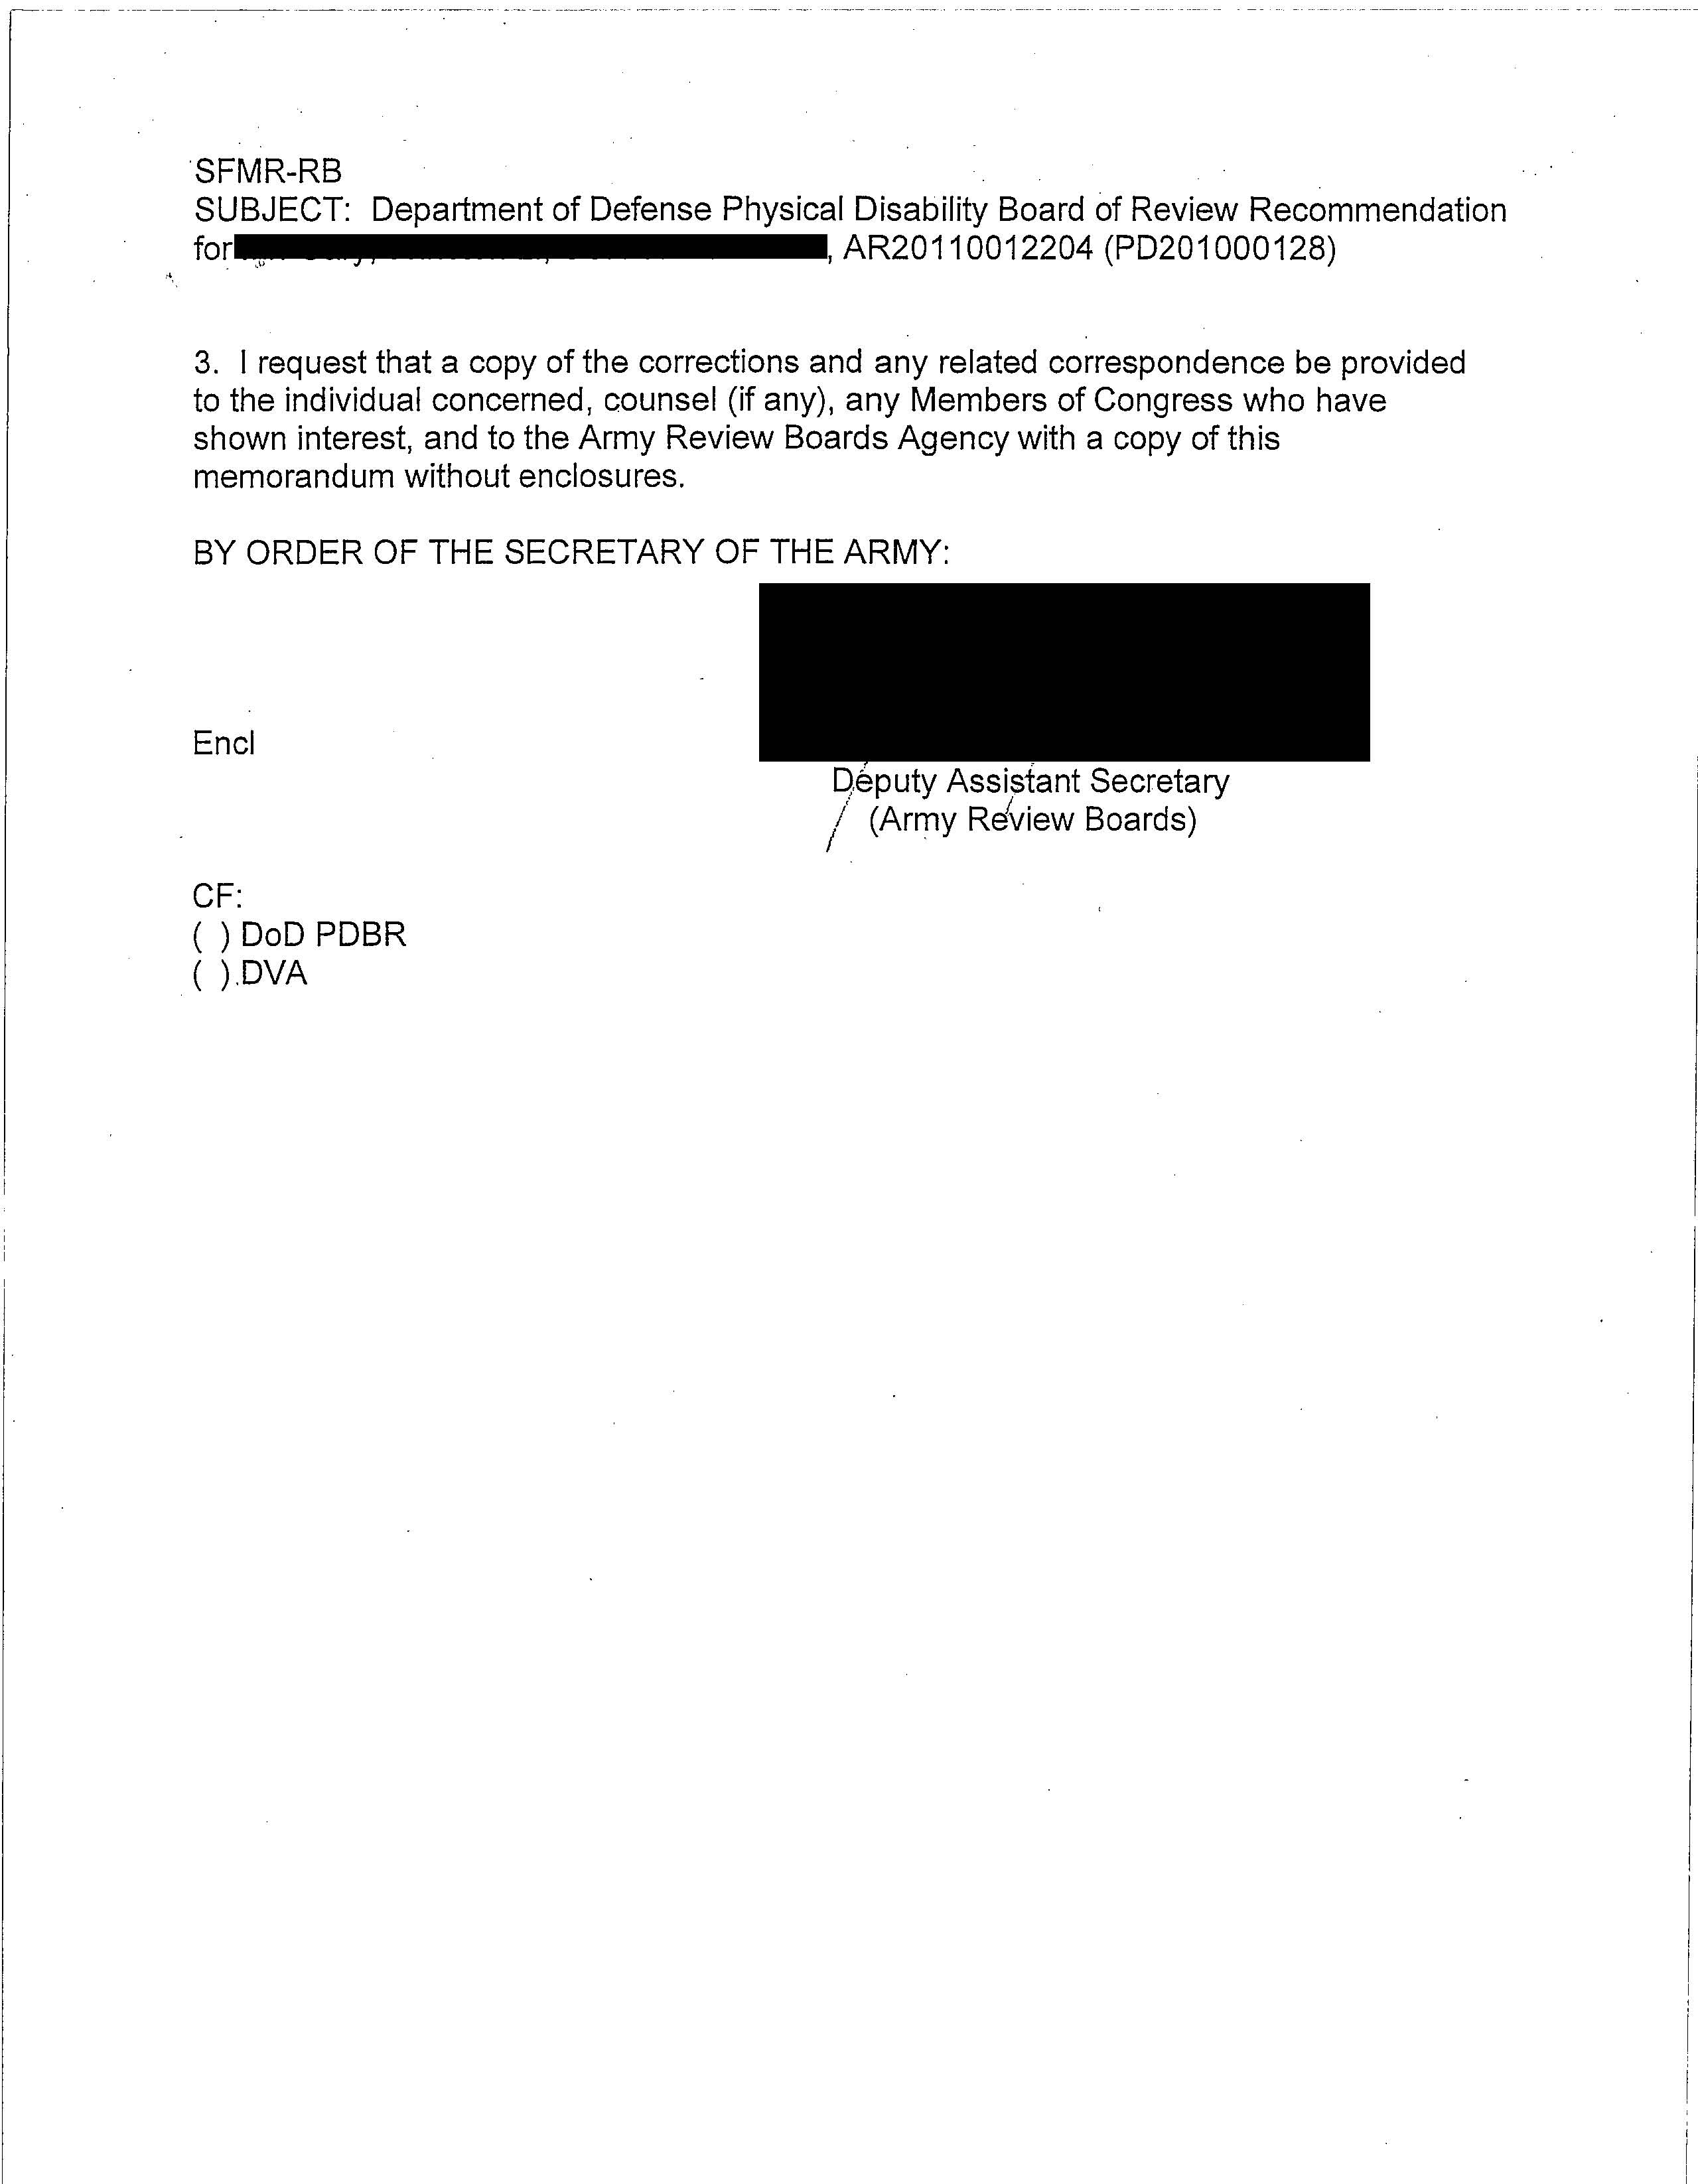 SFMR-RB
SUBJECT: Department of Defense Physical Disability Board of Review Recommendation
for , AR20110012204 (PD201000128)
3. I request that a copy of the corrections and any related correspondence be provided
to the individual concerned, counsel (if any), any Members of Congress who have
shown interest, and to the Army Review Boards Agency with a copy of this
memorandum without enclosures.
BY ORDER OF THE SECRETARY OF THE ARMY:
Encl
Deputy Assistant Secretary
(Army Review Boards)
CF:
( ) DoD PDBR
( ) DVA